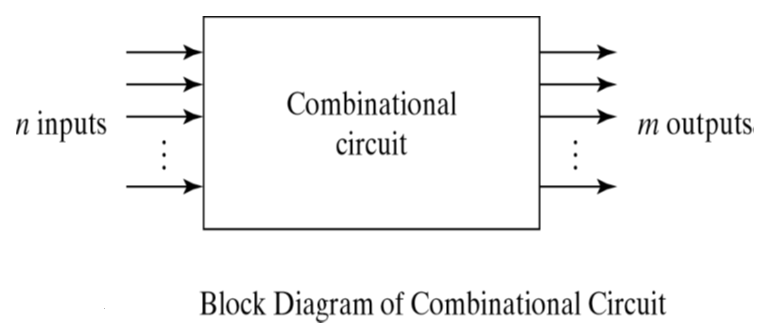 n inputs
Combinational
circuit
m outputs
Block Diagram of Combinational Circuit